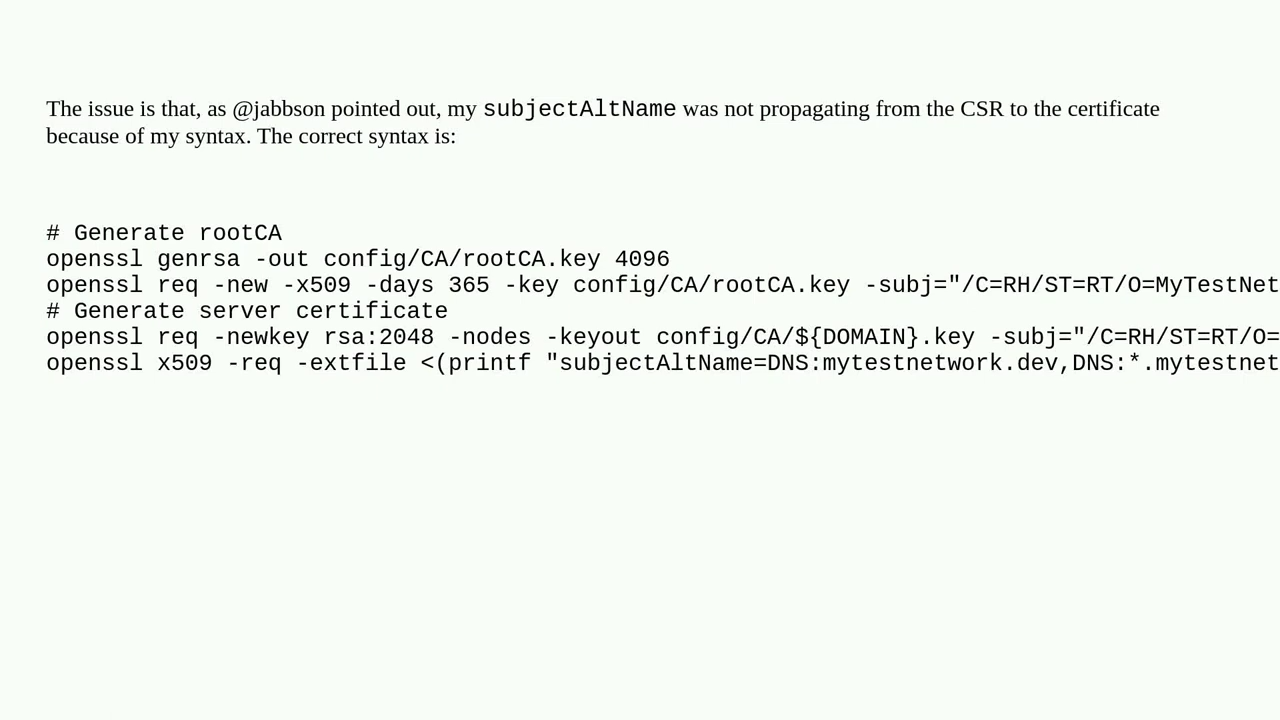 The issue is that, as @jabbson pointed out, my subjectAltName was not propagating from the CSR to the certificate
because of my syntax. The correct syntax is:
# Generate rootCA
openssl genrsa -out config/CA/rootCA.key 4096
openssl req -new -x509 -days 365 -key config/CA/rootCA.key -subj="/C=RH/ST=RT/O=MyTestNet
# Generate server certificate
openssl req -newkey rsa:2048 -nodes -keyout config/CA/${DOMAIN}.key -subj="/C=RH/ST=RT/O=
openssl x509 -req -extfile <(printf "subjectAltName=DNS:mytestnetwork.dev,DNS:*.mytestnet